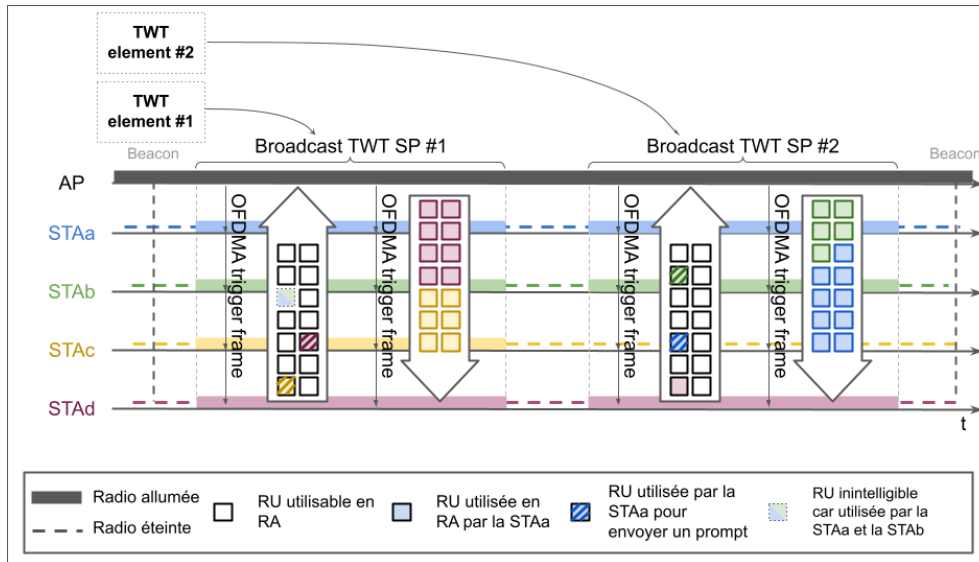 TWT
element #2
TWT
element #1
Beacon
Broadcast TWT SP #1
Broadcast TWT SP #2
Beacon
AP
STAa
STAb
STAc
STAd
OFDMA trigger frame
OFDMA trigger frame
OFDMA trigger frame
OFDMA trigger frame
t
Radio allumée
Radio éteinte
RU utilisable en
RA
RU utilisée en
RA par la STAa
RU utilisée par la
STAa pour
envoyer un prompt
RU inintelligible
car utilisée par la
STAa et la STAb